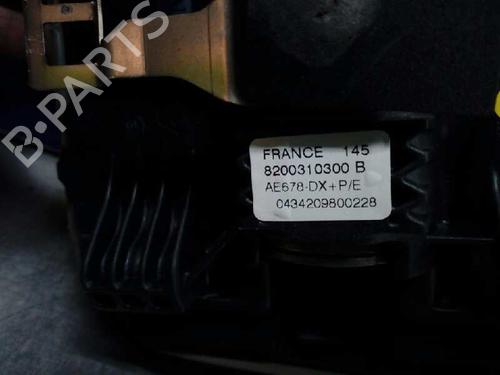 B-PARTS
FRANCE 145
8200310300 B
AE678-DX+P/E
0434209800228